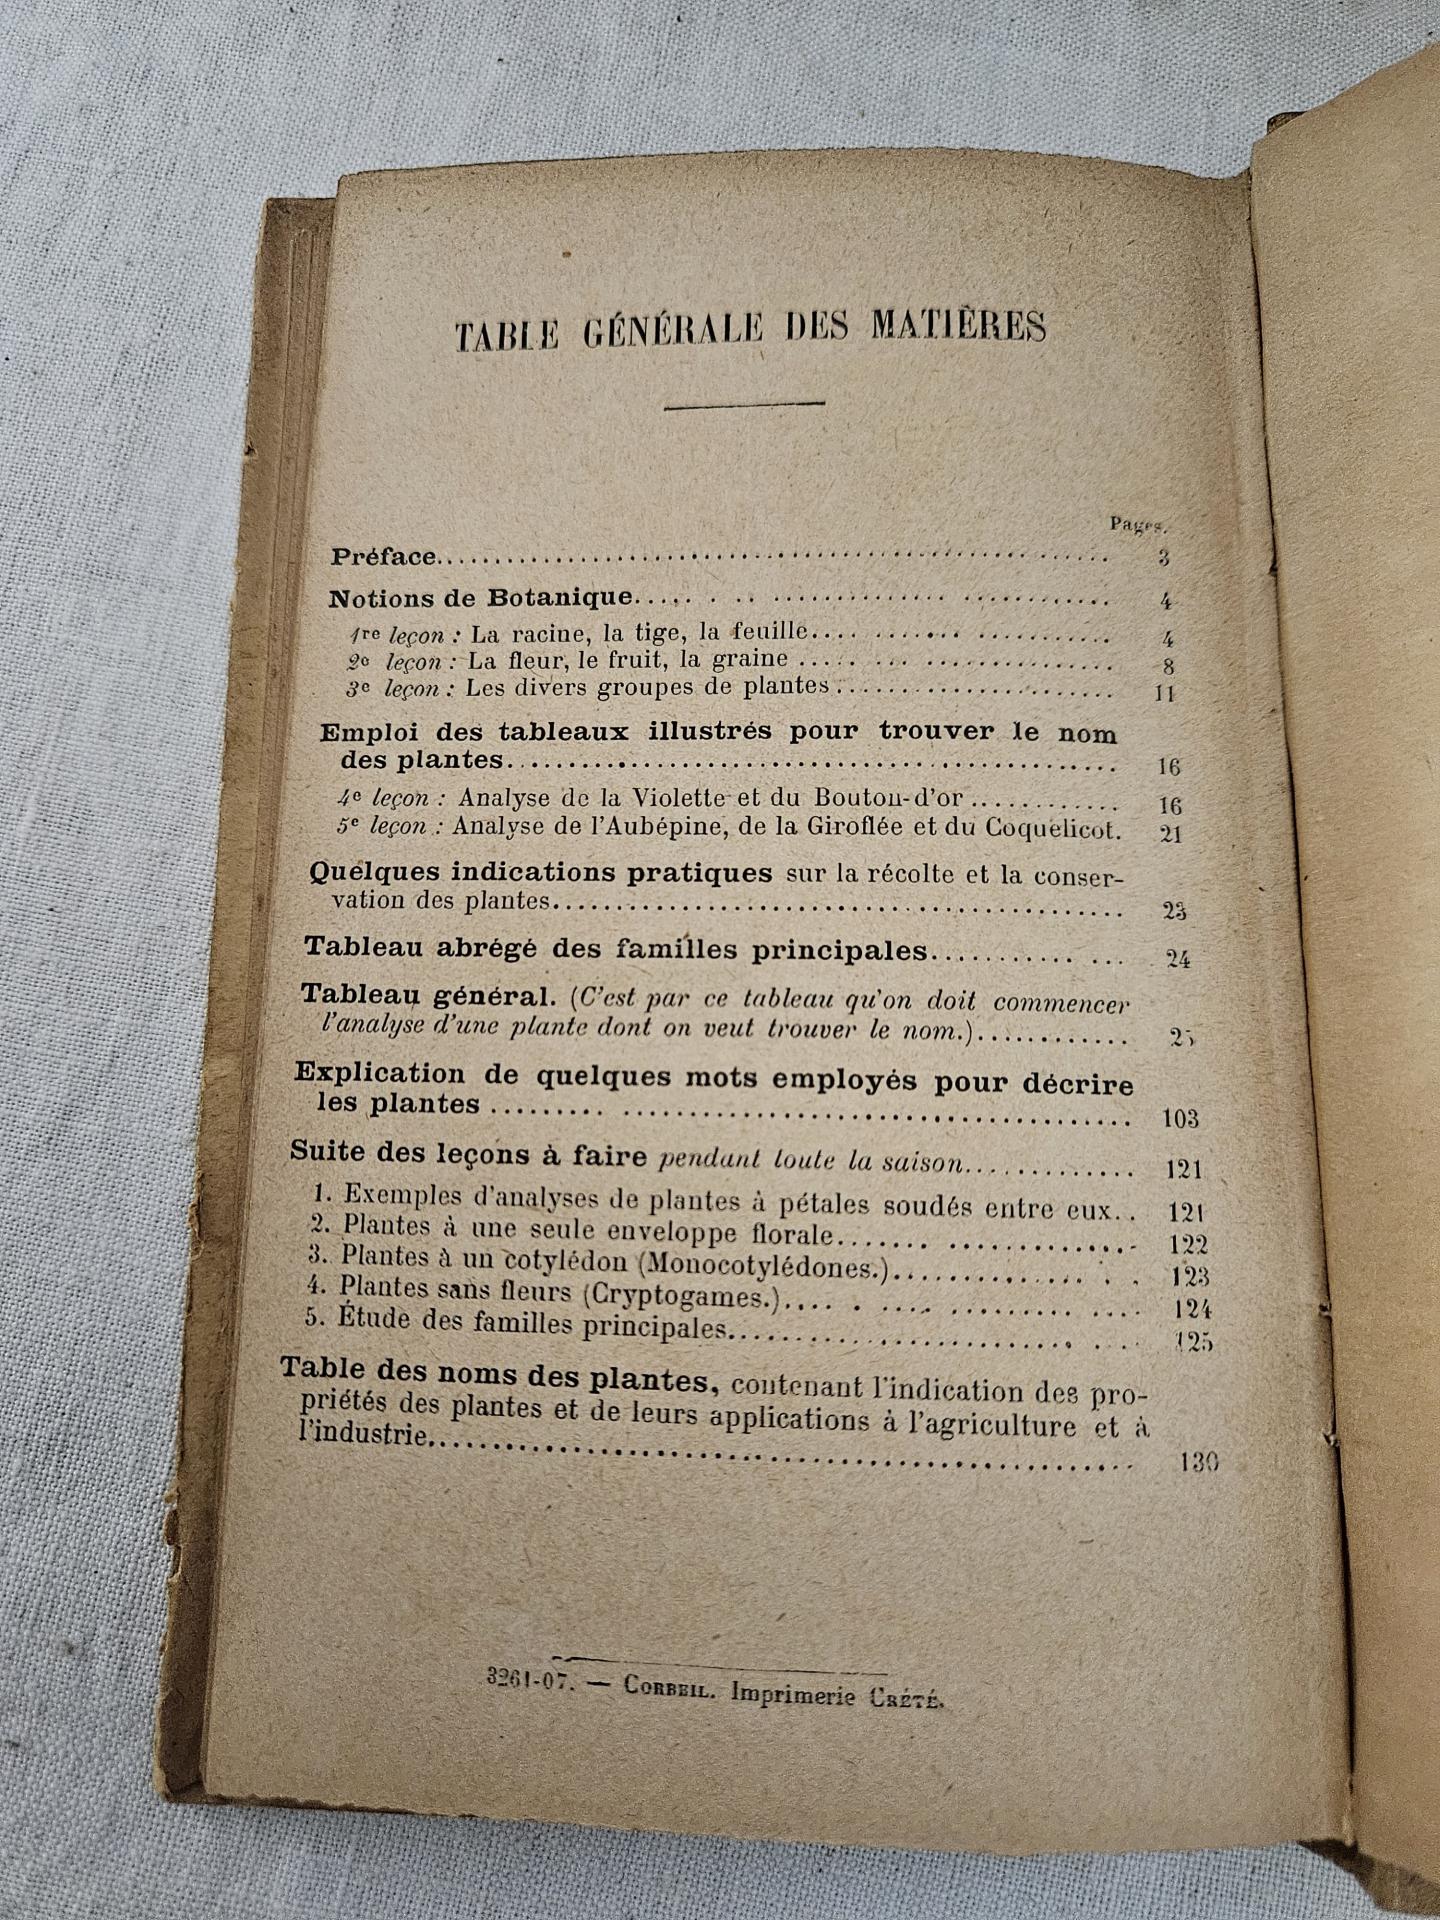 TABLE GÉNÉRALE DES MATIÈRES
Pages.
Préface.......... 3
Notions de Botanique.......... 4
1re leçon : La racine, la tige, la feuille.......... 4
2e leçon : La fleur, le fruit, la graine .......... 8
3e leçon : Les divers groupes de plantes.......... 11
Emploi des tableaux illustrés pour trouver le nom
des plantes.......... 16
4e leçon : Analyse de la Violette et du Bouton-d'or .......... 16
5e leçon : Analyse de l'Aubépine, de la Giroflée et du Coquelicot. 21
Quelques indications pratiques sur la récolte et la conser-
vation des plantes.......... 23
Tableau abrégé des familles principales.......... 24
Tableau général. (C'est par ce tableau qu'on doit commencer
l'analyse d'une plante dont on veut trouver le nom.).......... 25
Explication de quelques mots employés pour décrire
les plantes .......... 103
Suite des leçons à faire pendant toute la saison.......... 121
1. Exemples d'analyses de plantes à pétales soudés entre eux.. 121
2. Plantes à une seule enveloppe florale.......... 122
3. Plantes à un cotylédon (Monocotylédones.).......... 123
4. Plantes sans fleurs (Cryptogames.).......... 124
5. Étude des familles principales.......... 125
Table des noms des plantes, contenant l'indication des pro-
priétés des plantes et de leurs applications à l'agriculture et à
l'industrie.......... 130
3261-07. — CORBEIL. Imprimerie CRÉTÉ.